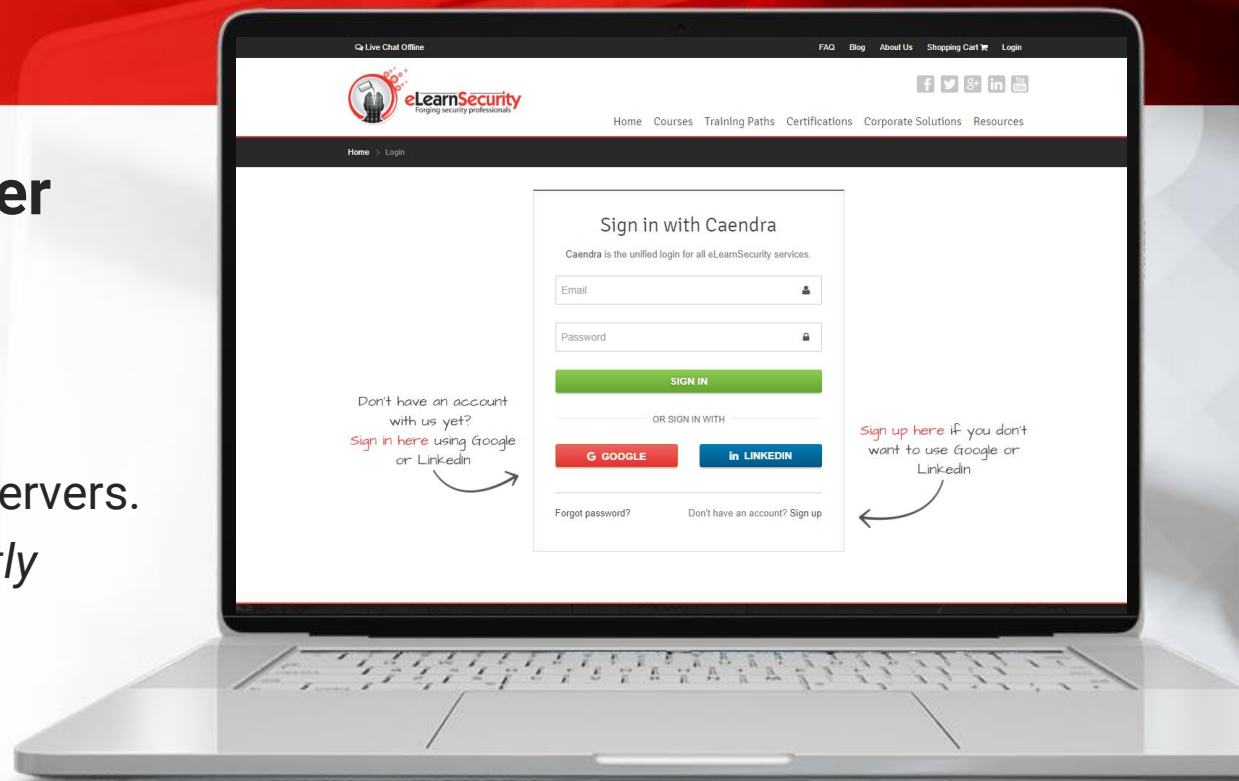 er
ervers.
tly
Live Chat Offline
FAQ Blog About Us Shopping Cart Login
eLearnSecurity
Forging security professionals
Home Courses Training Paths Certifications Corporate Solutions Resources
Home > Login
Sign in with Caendra
Caendra is the unified login for all eLearnSecurity services.
Email
Password
SIGN IN
OR SIGN IN WITH
G GOOGLE in LINKEDIN
Forgot password? Don't have an account? Sign up
Don't have an account
with us yet?
Sign in here using Google
or LinkedIn
Sign up here if you don't
want to use Google or
LinkedIn